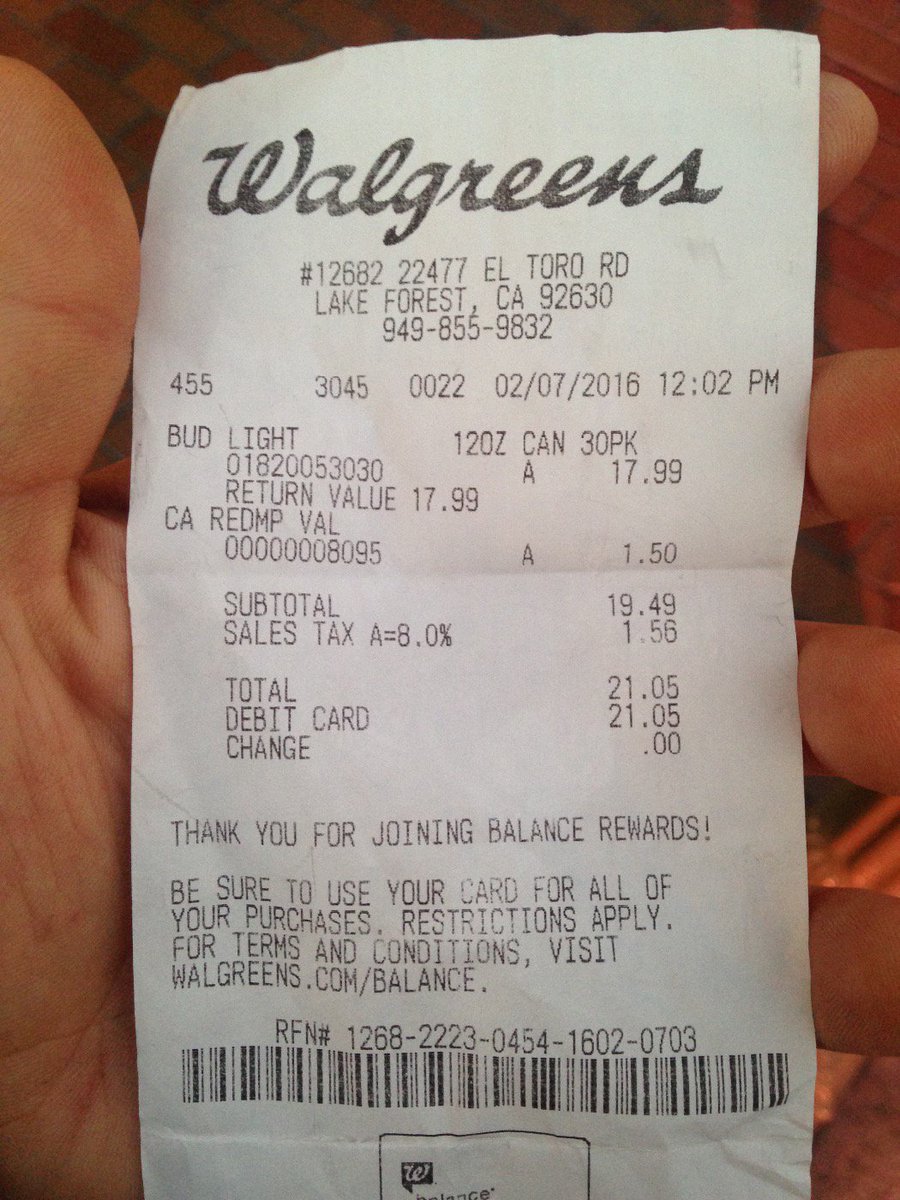 Walgreens
#12682 22477 EL TORO RD
LAKE FOREST, CA 92630
949-855-9832
455 3045 0022 02/07/2016 12:02 PM
BUD LIGHT 12OZ CAN 30PK
01820053030 A 17.99
RETURN VALUE 17.99
CA REDMP VAL
00000008095 A 1.50
SUBTOTAL 19.49
SALES TAX A=8.0% 1.56
TOTAL 21.05
DEBIT CARD 21.05
CHANGE .00
THANK YOU FOR JOINING BALANCE REWARDS!
BE SURE TO USE YOUR CARD FOR ALL OF
YOUR PURCHASES. RESTRICTIONS APPLY.
FOR TERMS AND CONDITIONS, VISIT
WALGREENS.COM/BALANCE.
RFN# 1268-2223-0454-1602-0703
W
balance®